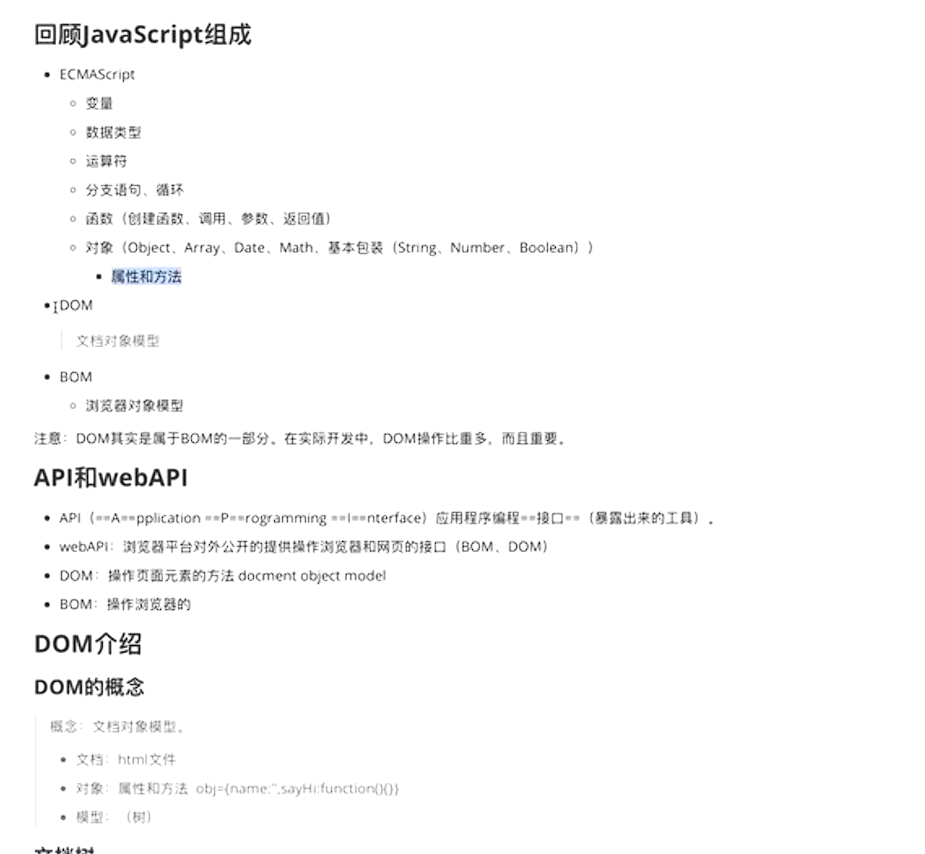 回顾JavaScript组成
ECMAScript
变量
数据类型
运算符
分支语句、循环
函数（创建函数、调用、参数、返回值）
对象（Object、Array、Date、Math、基本包装（String、Number、Boolean））
属性和方法
DOM
文档对象模型
BOM
浏览器对象模型
注意：DOM其实是属于BOM的一部分。在实际开发中，DOM操作比重多，而且重要。
API和webAPI
API（==A==pplication ==P==rogramming ==I==nterface）应用程序编程==接口==（暴露出来的工具）。
webAPI：浏览器平台对外公开的提供操作浏览器和网页的接口（BOM、DOM）
DOM：操作页面元素的方法 docment object model
BOM：操作浏览器的
DOM介绍
DOM的概念
概念：文档对象模型。
文档：html文件
对象：属性和方法 obj={name:'',sayHi:function(){}}
模型：（树）
文档树